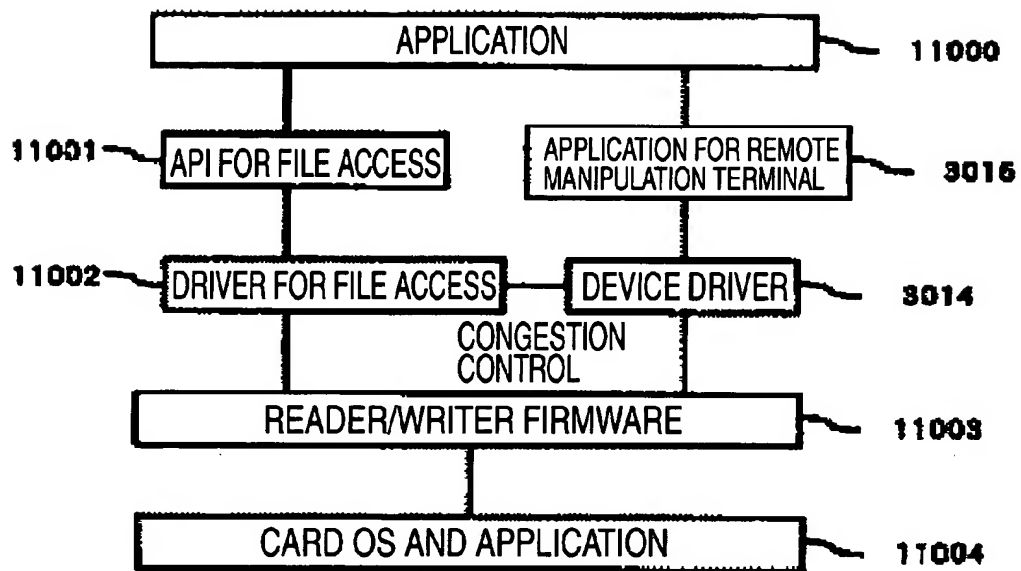 APPLICATION
11000
11001
API FOR FILE ACCESS
APPLICATION FOR REMOTE
MANIPULATION TERMINAL
3015
11002
DRIVER FOR FILE ACCESS
DEVICE DRIVER
3014
CONGESTION
CONTROL
READER/WRITER FIRMWARE
11003
CARD OS AND APPLICATION
11004